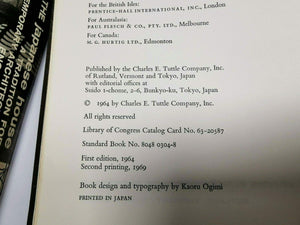 For the British Isles:
PRENTICE-HALL INTERNATIONAL, INC., London
For Australasia:
PAUL FLESCH & CO., PTY. LTD., Melbourne
For Canada:
M. G. HURTIG LTD., Edmonton
Published by the Charles E. Tuttle Company, Inc.
of Rutland, Vermont and Tokyo, Japan
with editorial offices at
Suido 1-chome, 2-6, Bunkyo-ku, Tokyo, Japan
© 1964 by Charles E. Tuttle Company, Inc.
All rights reserved
Library of Congress Catalog Card No. 63-20587
Standard Book No. 8048 0304-8
First edition, 1964
Second printing, 1969
Book design and typography by Kaoru Ogimi
PRINTED IN JAPAN
THE japanese house